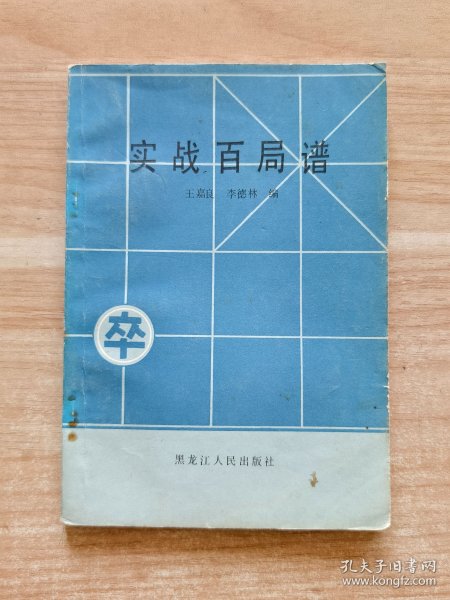 实战百局谱
王嘉良 李德林 编
卒
黑龙江人民出版社
孔夫子旧书网
www.kongfz.com